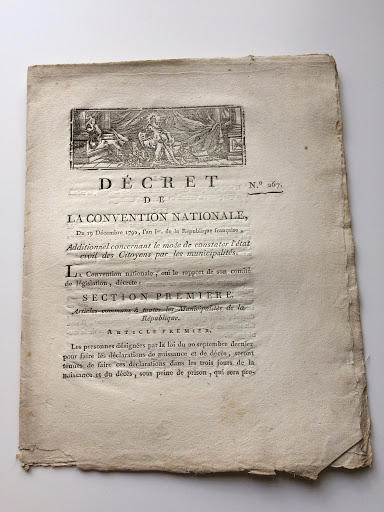 DÉCRET
N.º 267.
DE
LA CONVENTION NATIONALE,
Du 19 Décembre 1792, l'an Ier. de la République françoise,
Additionnel concernant le mode de constater l'état
civil des Citoyens par les municipalités.
La Convention nationale, oui le rapport de son comité
de législation, décrète:
SECTION PREMIÈRE.
Articles communs à toutes les Municipalités de la
République.
ARTICLE PREMIER.
Les personnes désignées par la loi du 20 septembre dernier
pour faire les déclarations de naissance et de décès, seront
tenues de faire ces déclarations dans les trois jours de la
naissance et du décès, sous peine de prison, qui sera pro-